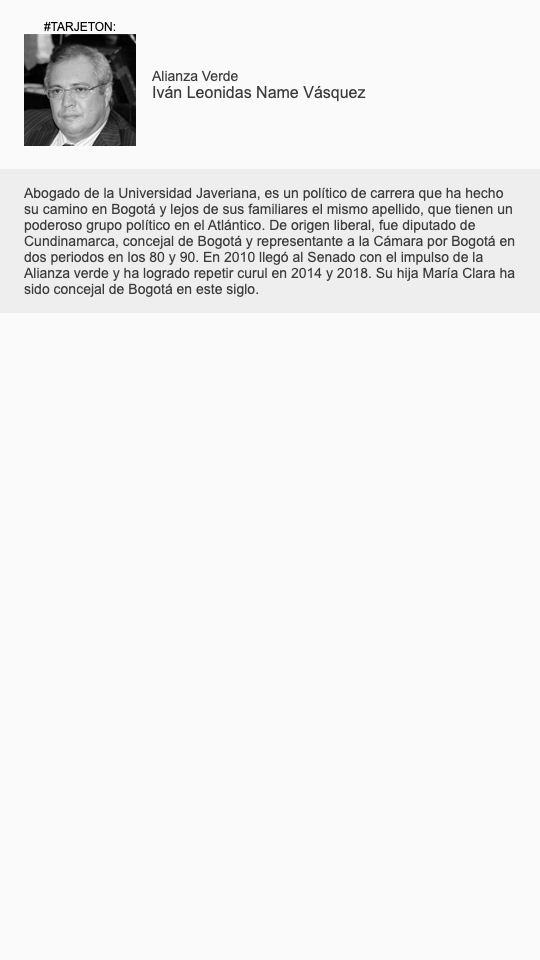 #TARJETON:
Alianza Verde
Iván Leonidas Name Vásquez
Abogado de la Universidad Javeriana, es un político de carrera que ha hecho
su camino en Bogotá y lejos de sus familiares el mismo apellido, que tienen un
poderoso grupo político en el Atlántico. De origen liberal, fue diputado de
Cundinamarca, concejal de Bogotá y representante a la Cámara por Bogotá en
dos periodos en los 80 y 90. En 2010 llegó al Senado con el impulso de la
Alianza verde y ha logrado repetir curul en 2014 y 2018. Su hija María Clara ha
sido concejal de Bogotá en este siglo.